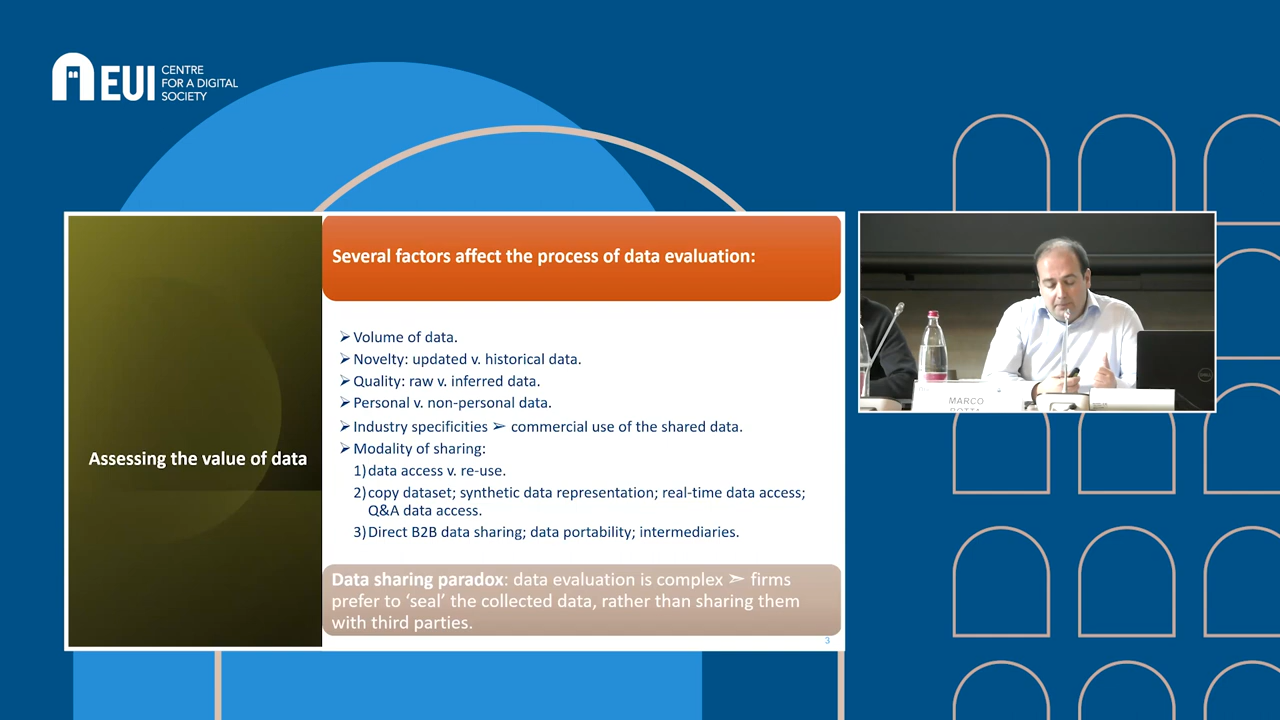 EUI
CENTRE
FOR A DIGITAL
SOCIETY
Several factors affect the process of data evaluation:
➢ Volume of data.
➢ Novelty: updated v. historical data.
➢ Quality: raw v. inferred data.
➢ Personal v. non-personal data.
➢ Industry specificities ➢ commercial use of the shared data.
➢ Modality of sharing:
1) data access v. re-use.
2) copy dataset; synthetic data representation; real-time data access;
Q&A data access.
3) Direct B2B data sharing; data portability; intermediaries.
Assessing the value of data
Data sharing paradox: data evaluation is complex ➢ firms
prefer to ‘seal’ the collected data, rather than sharing them
with third parties.
3
MARCO